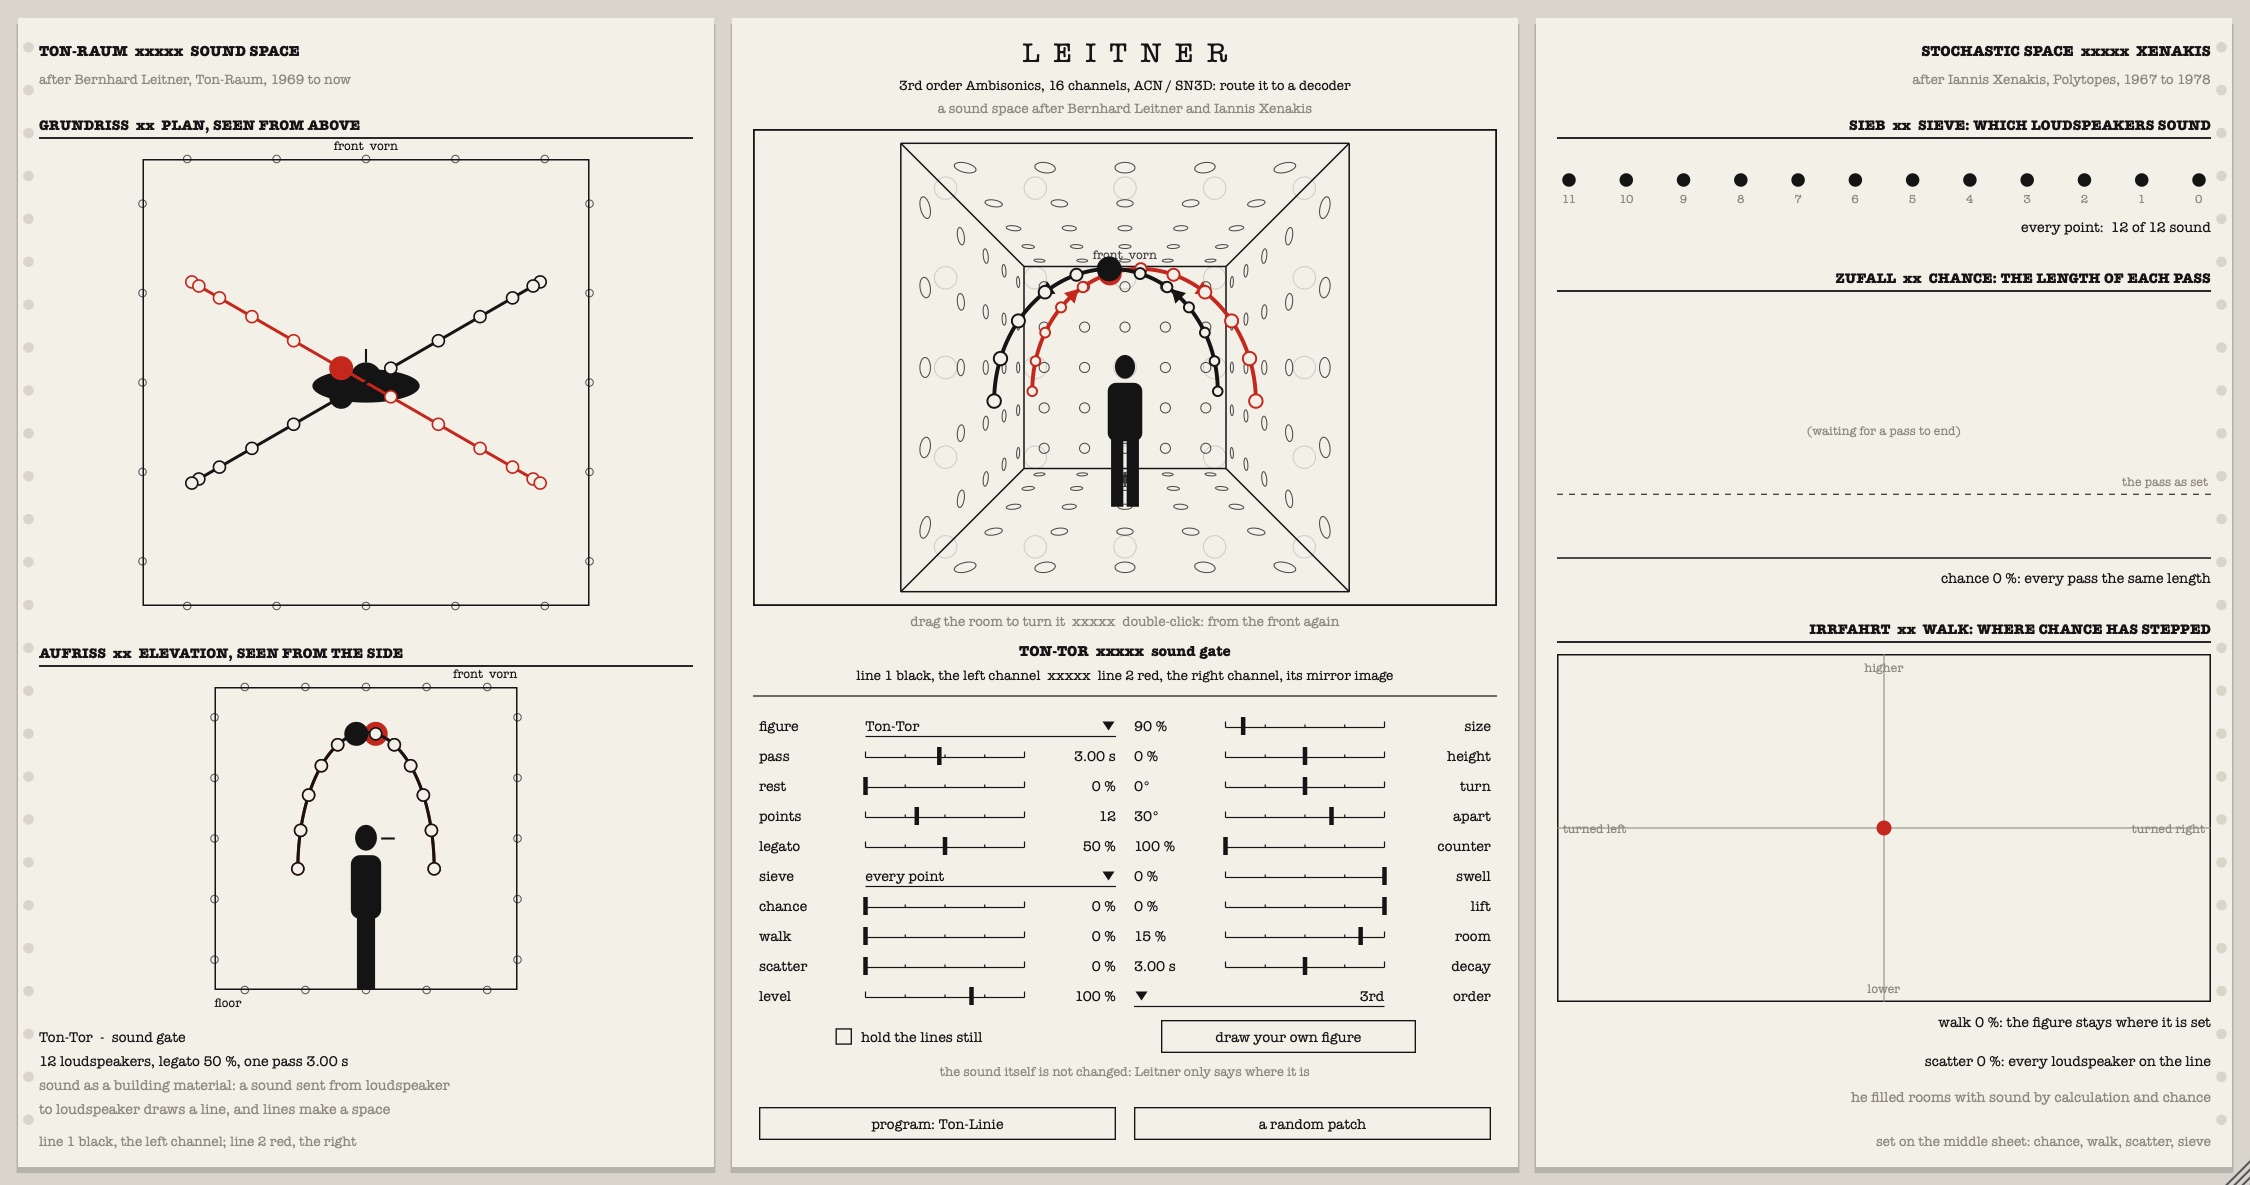 TON-RAUM xxxxx SOUND SPACE
after Bernhard Leitner, Ton-Raum, 1969 to now
GRUNDRISS xx PLAN, SEEN FROM ABOVE
front vorn
AUFRISS xx ELEVATION, SEEN FROM THE SIDE
front vorn
floor
Ton-Tor - sound gate
12 loudspeakers, legato 50 %, one pass 3.00 s
sound as a building material: a sound sent from loudspeaker
to loudspeaker draws a line, and lines make a space
line 1 black, the left channel; line 2 red, the right
LEITNER
3rd order Ambisonics, 16 channels, ACN / SN3D: route it to a decoder
a sound space after Bernhard Leitner and Iannis Xenakis
front vorn
drag the room to turn it xxxxx double-click: from the front again
TON-TOR xxxxx sound gate
line 1 black, the left channel xxxxx line 2 red, the right channel, its mirror image
figure Ton-Tor 90 % size
pass 3.00 s 0 % height
rest 0 % 0° turn
points 12 30° apart
legato 50 % 100 % counter
sieve every point 0 % swell
chance 0 % 0 % lift
walk 0 % 15 % room
scatter 0 % 3.00 s decay
level 100 % 3rd order
hold the lines still draw your own figure
the sound itself is not changed: Leitner only says where it is
program: Ton-Linie a random patch
STOCHASTIC SPACE xxxxx XENAKIS
after Iannis Xenakis, Polytopes, 1967 to 1978
SIEB xx SIEVE: WHICH LOUDSPEAKERS SOUND
11 10 9 8 7 6 5 4 3 2 1 0
every point: 12 of 12 sound
ZUFALL xx CHANCE: THE LENGTH OF EACH PASS
(waiting for a pass to end)
the pass as set
chance 0 %: every pass the same length
IRRFAHRT xx WALK: WHERE CHANCE HAS STEPPED
higher
turned left turned right
lower
walk 0 %: the figure stays where it is set
scatter 0 %: every loudspeaker on the line
he filled rooms with sound by calculation and chance
set on the middle sheet: chance, walk, scatter, sieve